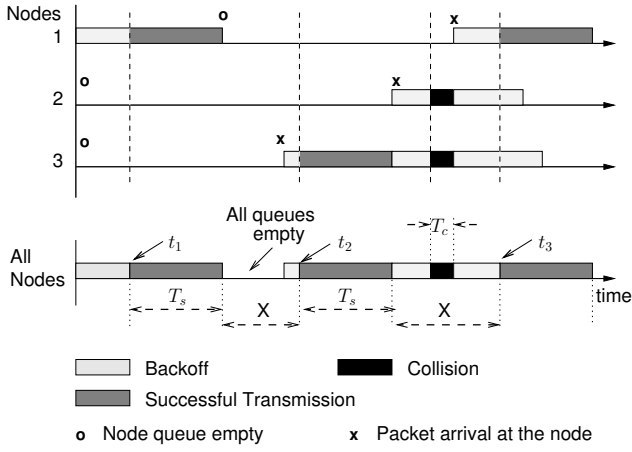 Nodes
o
x
1
o
x
2
o
x
3
All queues
empty
T_c
t_1
t_2
t_3
All
Nodes
time
T_s
X
T_s
X
Backoff
Collision
Successful Transmission
o Node queue empty
x Packet arrival at the node